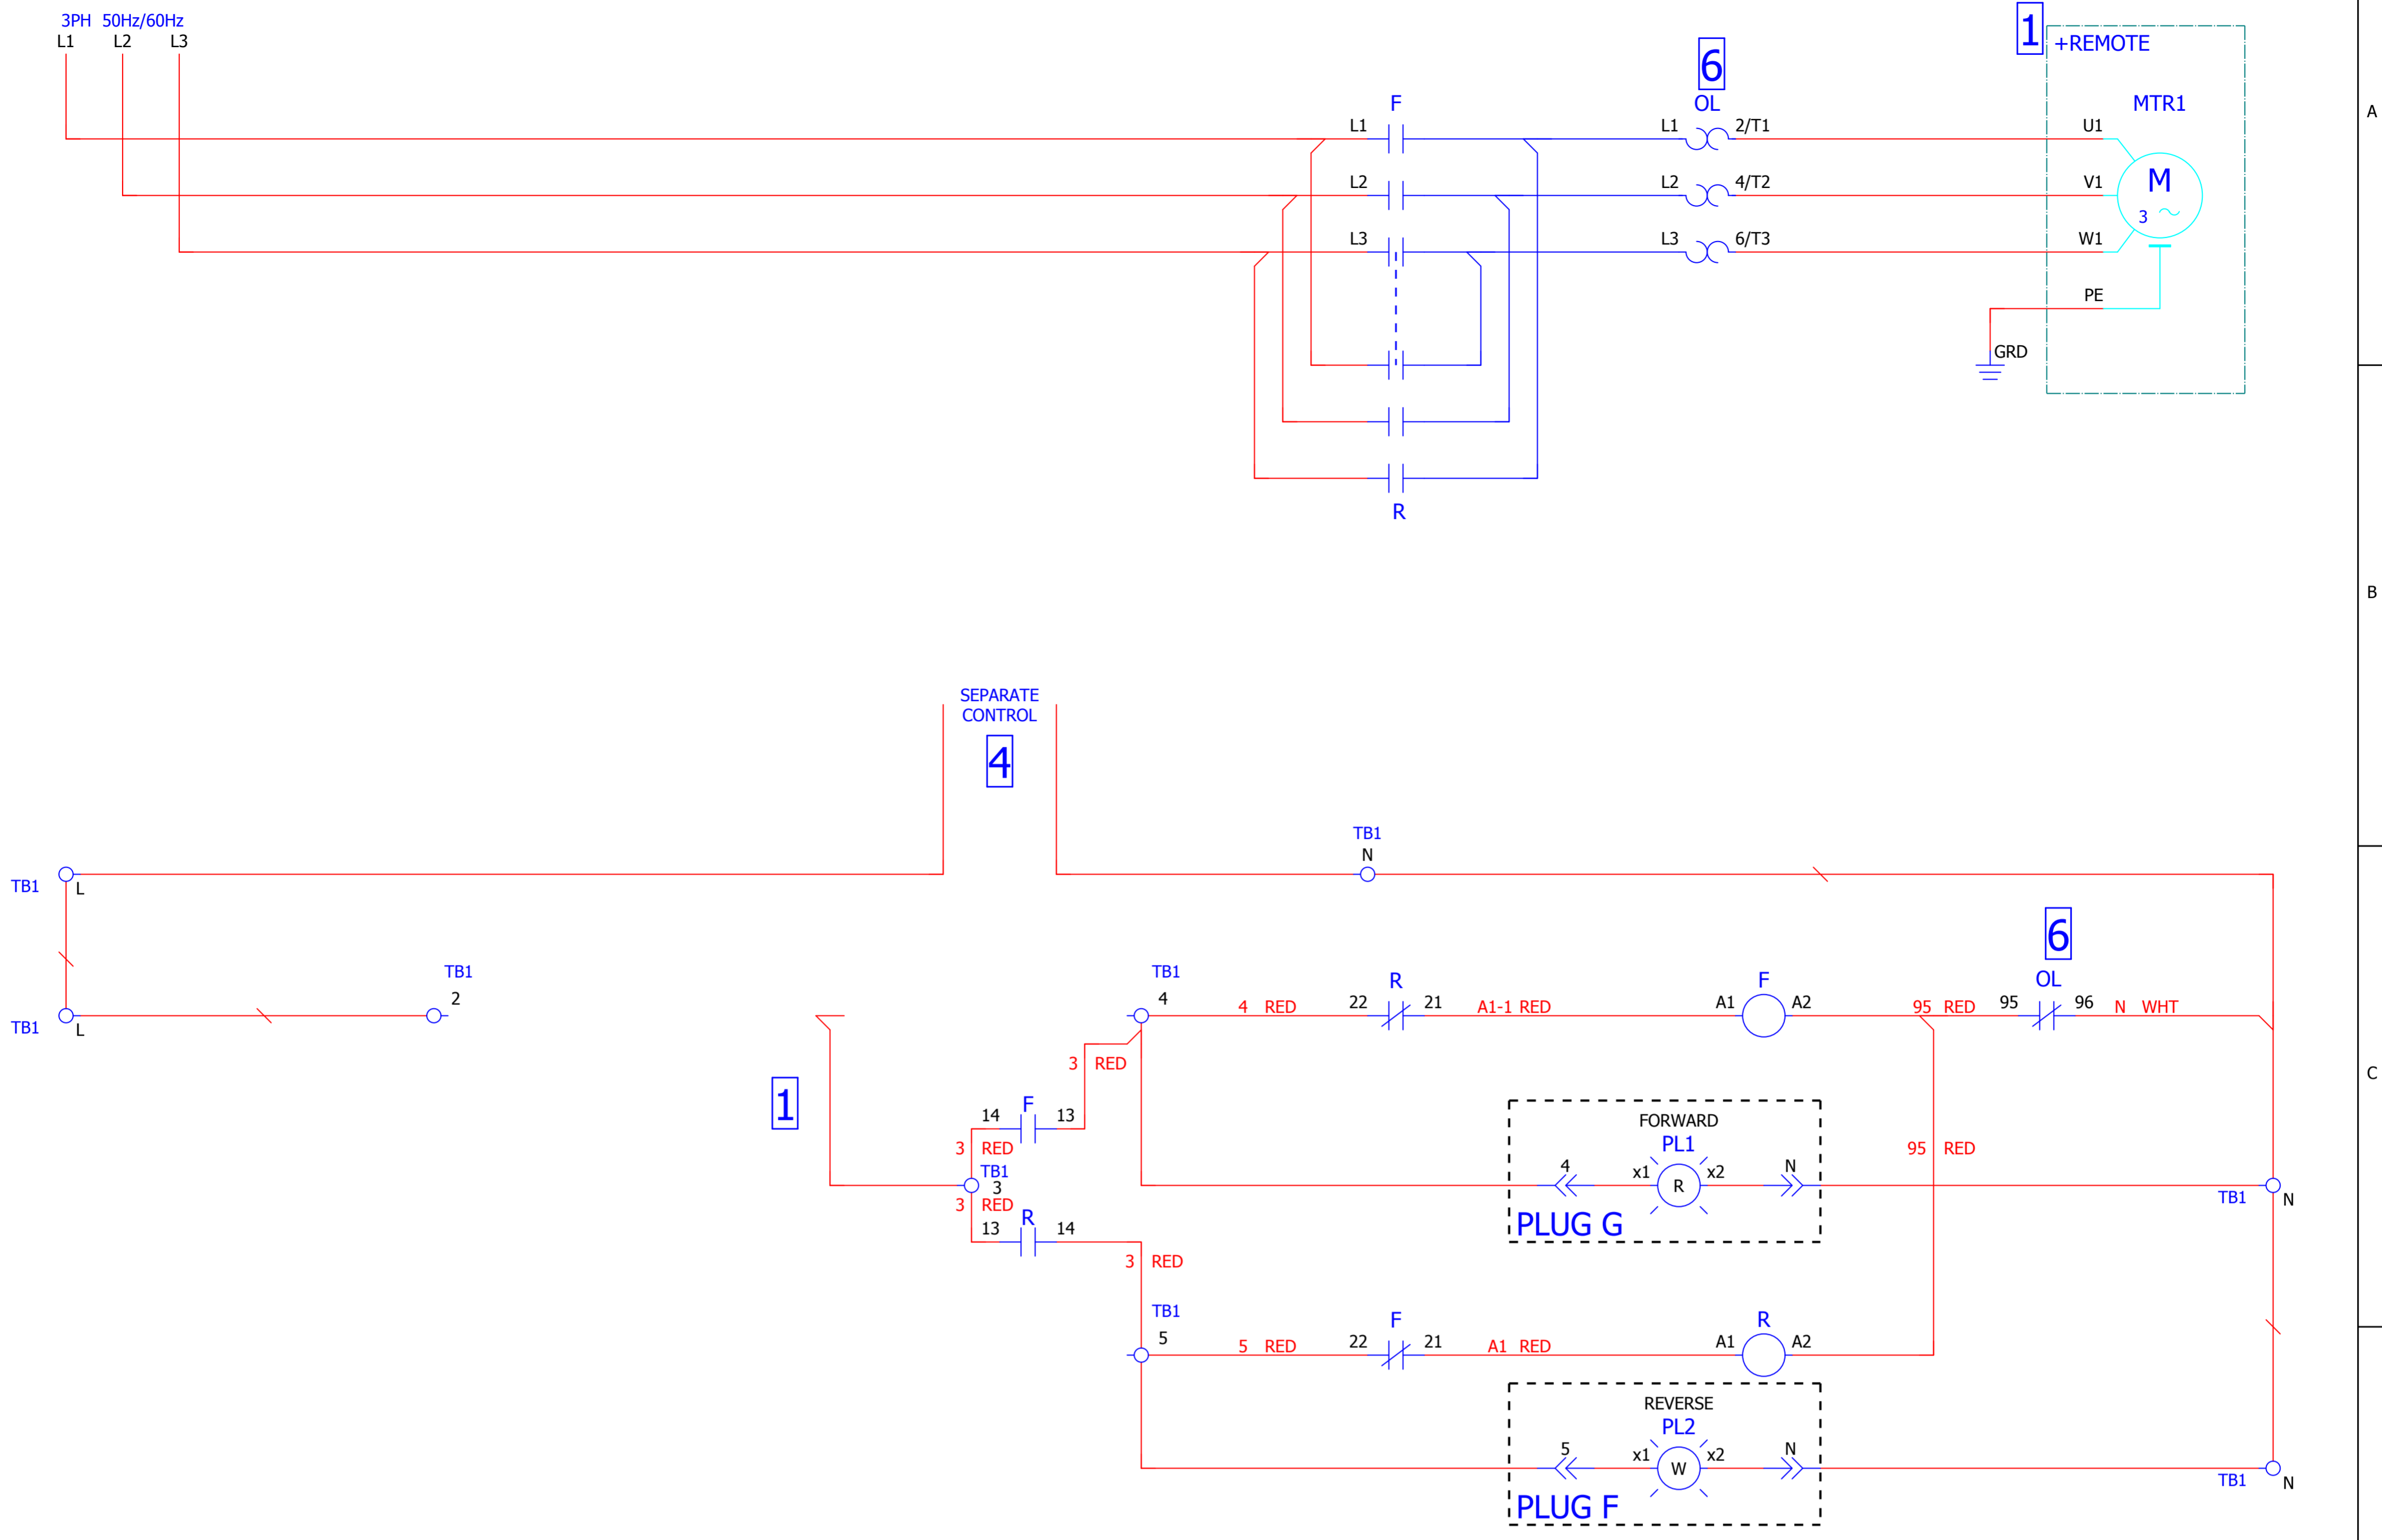 3PH 50Hz/60Hz
L1 L2 L3
1
+REMOTE
6
F
OL
MTR1
A
L1
L1
2/T1
U1
L2
L2
4/T2
V1
M
3
L3
L3
6/T3
W1
PE
GRD
R
B
SEPARATE
CONTROL
4
TB1
N
TB1
L
6
TB1
2
TB1
4
R
F
OL
4 RED
22
21
A1-1 RED
A1
A2
95 RED
95
96
N WHT
TB1
L
3 RED
C
1
14
F
13
FORWARD
PL1
3 RED
95 RED
TB1
3
4
x1
x2
N
R
TB1
N
3 RED
R
13
14
PLUG G
3 RED
TB1
5
F
R
5 RED
22
21
A1 RED
A1
A2
REVERSE
PL2
5
x1
x2
N
W
TB1
N
PLUG F